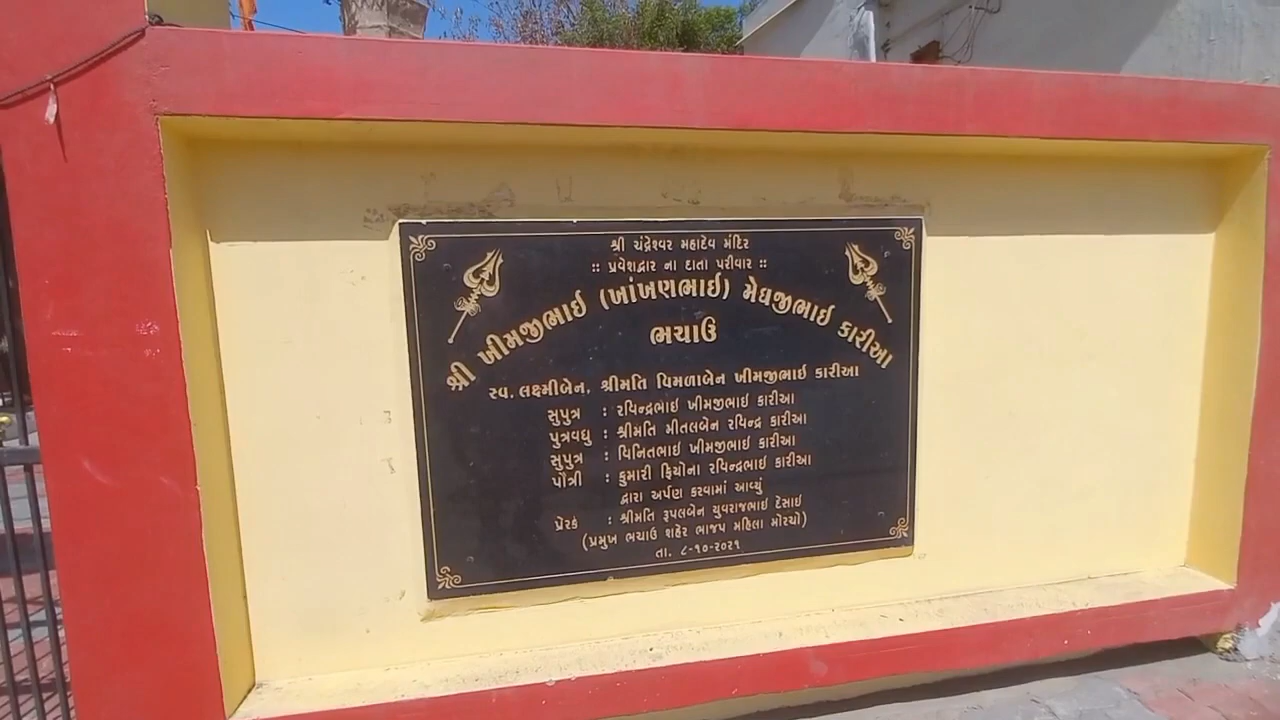 શ્રી ચંદ્રેશ્વર મહાદેવ મંદિર
:: પ્રવેશદ્વાર ના દાતા પરીવાર ::
શ્રી ખીમજીભાઈ (ખાંખણભાઈ) મેઘજીભાઈ કારીઆ
ભચાઉ
સ્વ. લક્ષ્મીબેન, શ્રીમતિ વિમળાબેન ખીમજીભાઈ કારીઆ
સુપુત્ર : રવિન્દ્રભાઇ ખીમજીભાઇ કારીઆ
પુત્રવધુ : શ્રીમતિ મીતલબેન રવિન્દ્ર કારીઆ
સુપુત્ર : વિનિતભાઇ ખીમજીભાઇ કારીઆ
પૌત્રી : કુમારી ફિયોના રવિન્દ્રભાઇ કારીઆ
દ્વારા અર્પણ કરવામાં આવ્યું
પ્રેરક : શ્રીમતિ રૂપલબેન યુવરાજભાઇ દેસાઇ
(પ્રમુખ ભચાઉ શહેર ભાજપ મહિલા મોરચો)
તા. ૮-૧૦-૨૦૨૧